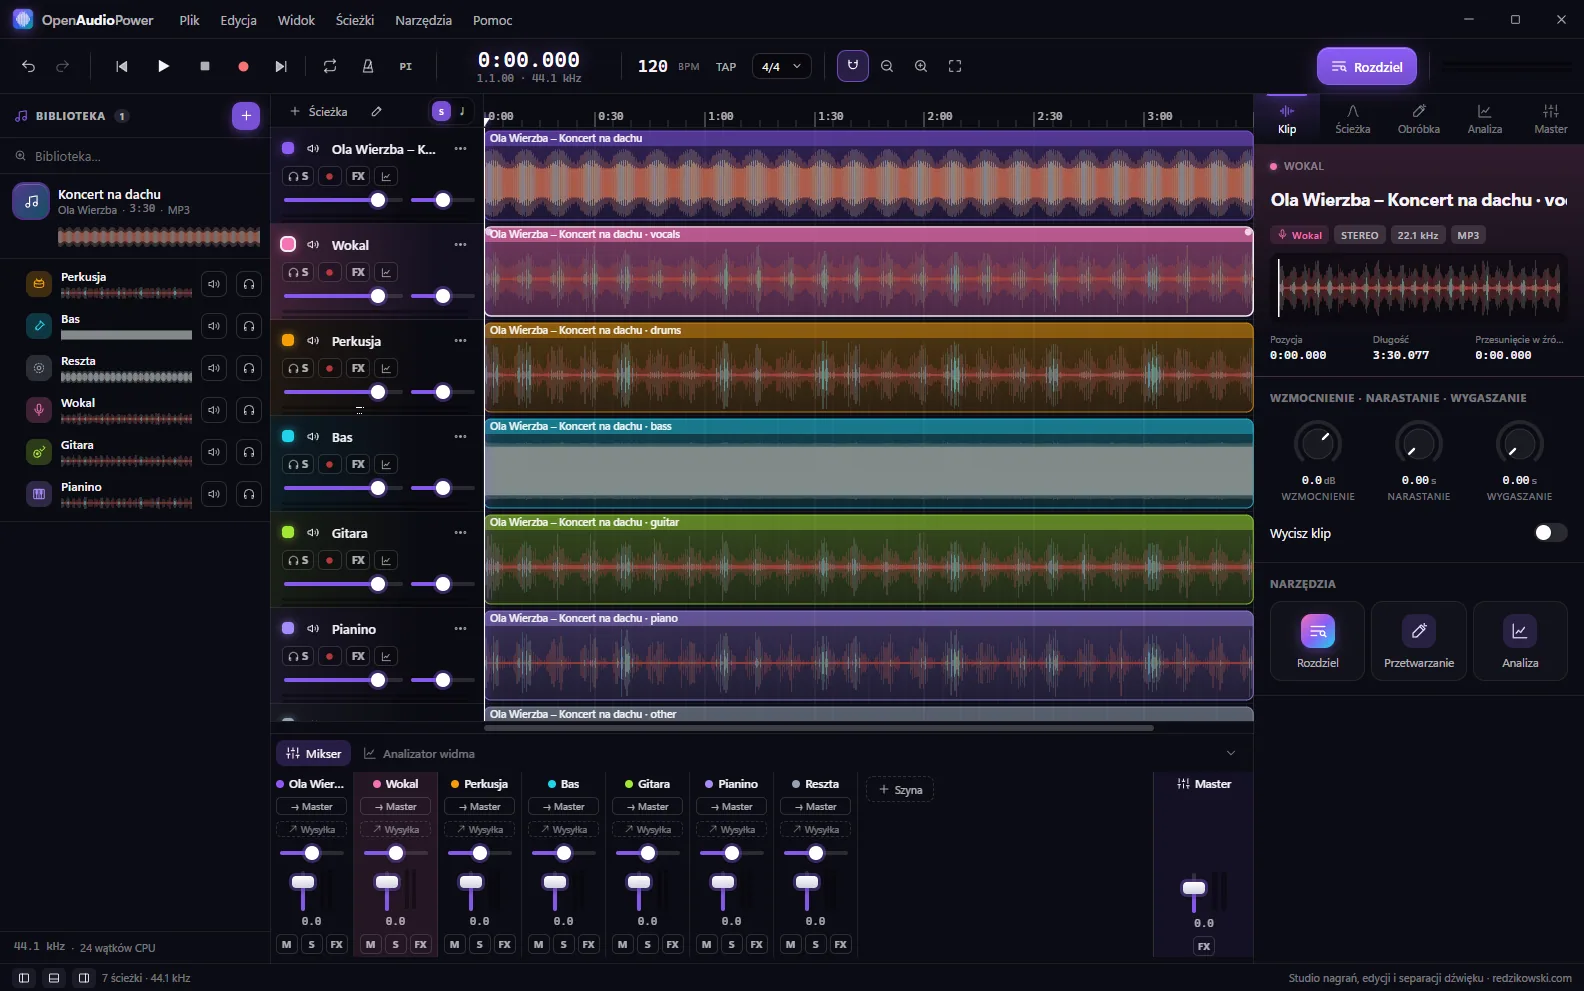 OpenAudioPower
Plik Edycja Widok Ścieżki Narzędzia Pomoc
PI
0:00.000
1.1.00 · 44.1 kHz
120 BPM TAP 4/4
Rozdziel
BIBLIOTEKA 1
Biblioteka...
Koncert na dachu
Ola Wierzba · 3:30 · MP3
Perkusja
Bas
Reszta
Wokal
Gitara
Pianino
44.1 kHz · 24 wątków CPU
+ Ścieżka
S
0:00 0:30 1:00 1:30 2:00 2:30 3:00
Ola Wierzba – K...
S FX
Wokal
S FX
Perkusja
S FX
Bas
S FX
Gitara
S FX
Pianino
S FX
Ola Wierzba – Koncert na dachu
Ola Wierzba – Koncert na dachu · vocals
Ola Wierzba – Koncert na dachu · drums
Ola Wierzba – Koncert na dachu · bass
Ola Wierzba – Koncert na dachu · guitar
Ola Wierzba – Koncert na dachu · piano
Ola Wierzba – Koncert na dachu · other
Mikser Analizator widma
Ola Wier... Wokal Perkusja Bas Gitara Pianino Reszta + Szyna Master
→ Master → Master → Master → Master → Master → Master → Master
↗ Wysyłka ↗ Wysyłka ↗ Wysyłka ↗ Wysyłka ↗ Wysyłka ↗ Wysyłka ↗ Wysyłka
0.0 0.0 0.0 0.0 0.0 0.0 0.0 0.0
M S FX M S FX M S FX M S FX M S FX M S FX M S FX FX
Klip Ścieżka Obróbka Analiza Master
WOKAL
Ola Wierzba – Koncert na dachu · vo
Wokal STEREO 22.1 kHz MP3
Pozycja Długość Przesunięcie w źró...
0:00.000 3:30.077 0:00.000
WZMOCNIENIE · NARASTANIE · WYGASZANIE
0.0 dB 0.00 s 0.00 s
WZMOCNIENIE NARASTANIE WYGASZANIE
Wycisz klip
NARZĘDZIA
Rozdziel Przetwarzanie Analiza
7 ścieżki · 44.1 kHz
Studio nagrań, edycji i separacji dźwięku · redzikowski.com